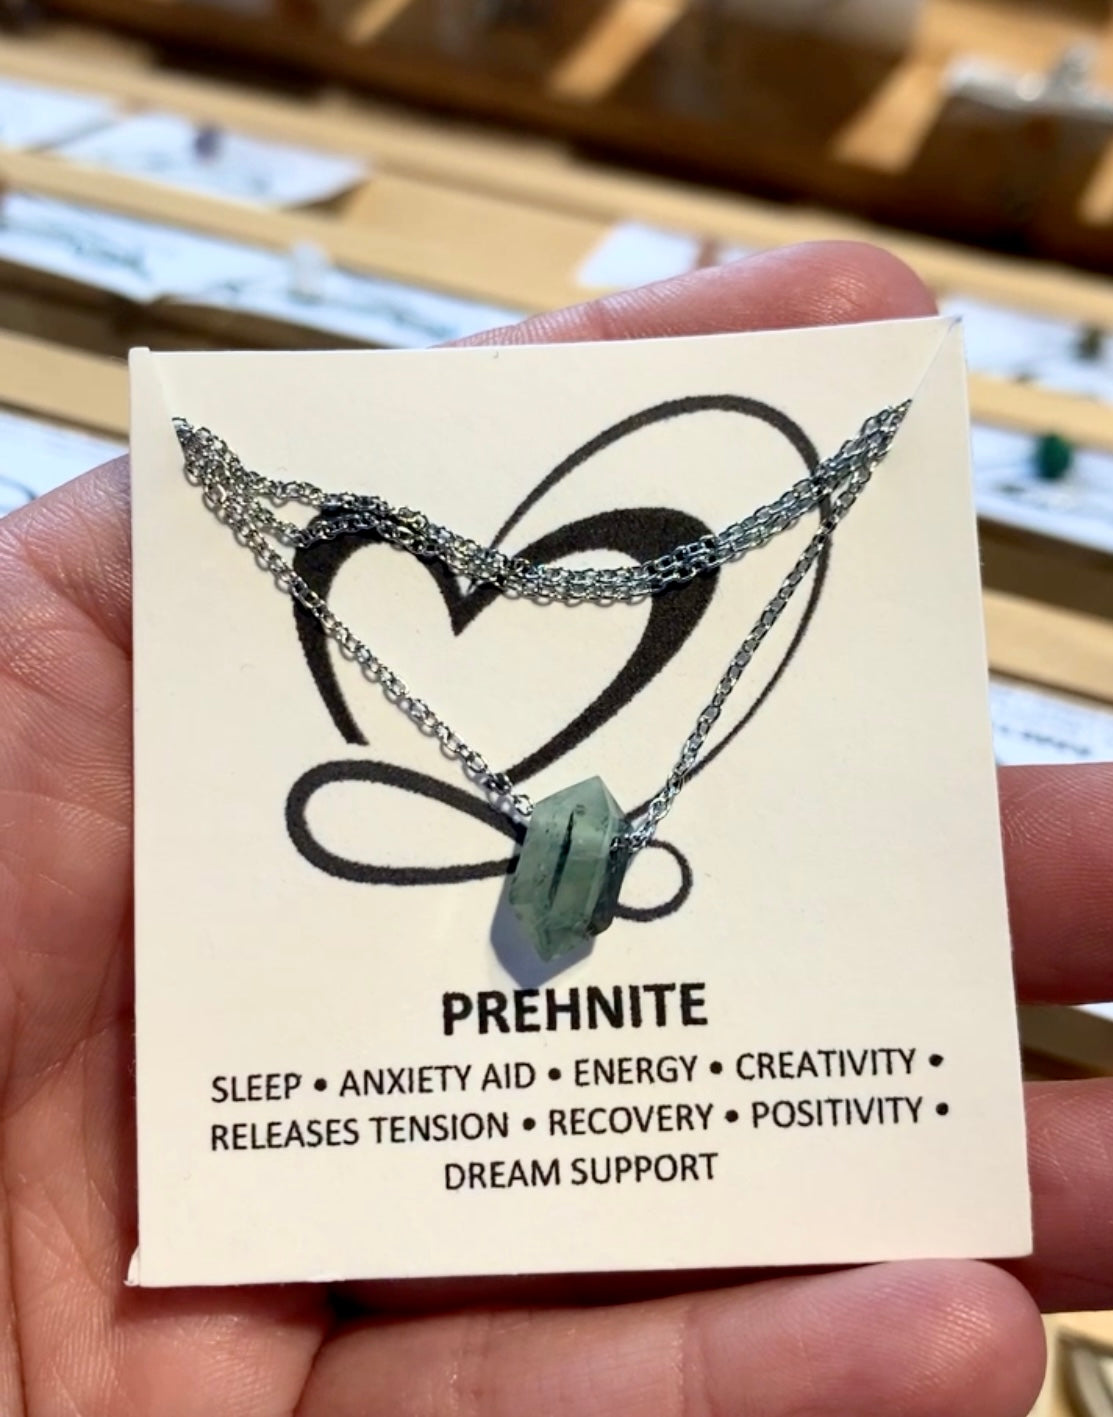 PREHNITE
SLEEP • ANXIETY AID • ENERGY • CREATIVITY •
RELEASES TENSION • RECOVERY • POSITIVITY •
DREAM SUPPORT